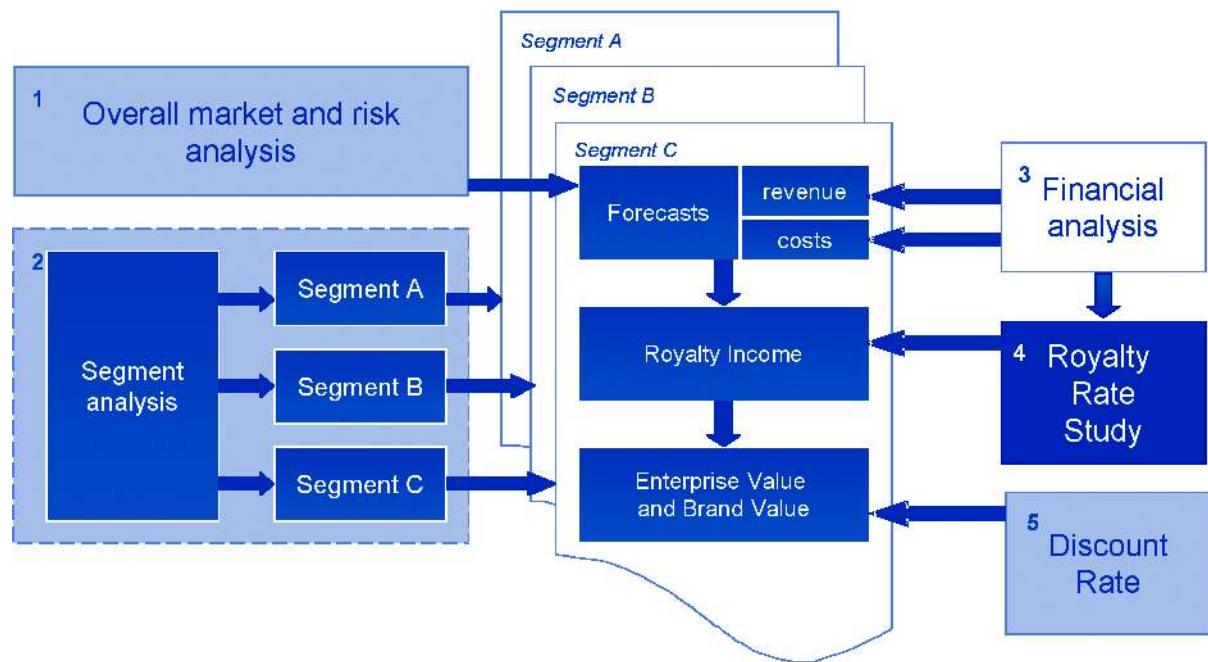 Segment A
Segment B
Segment C
1
Overall market and risk
analysis
Forecasts
revenue
costs
3
Financial
analysis
2
Segment
analysis
Segment A
Segment B
Segment C
Royalty Income
4
Royalty
Rate
Study
Enterprise Value
and Brand Value
5
Discount
Rate